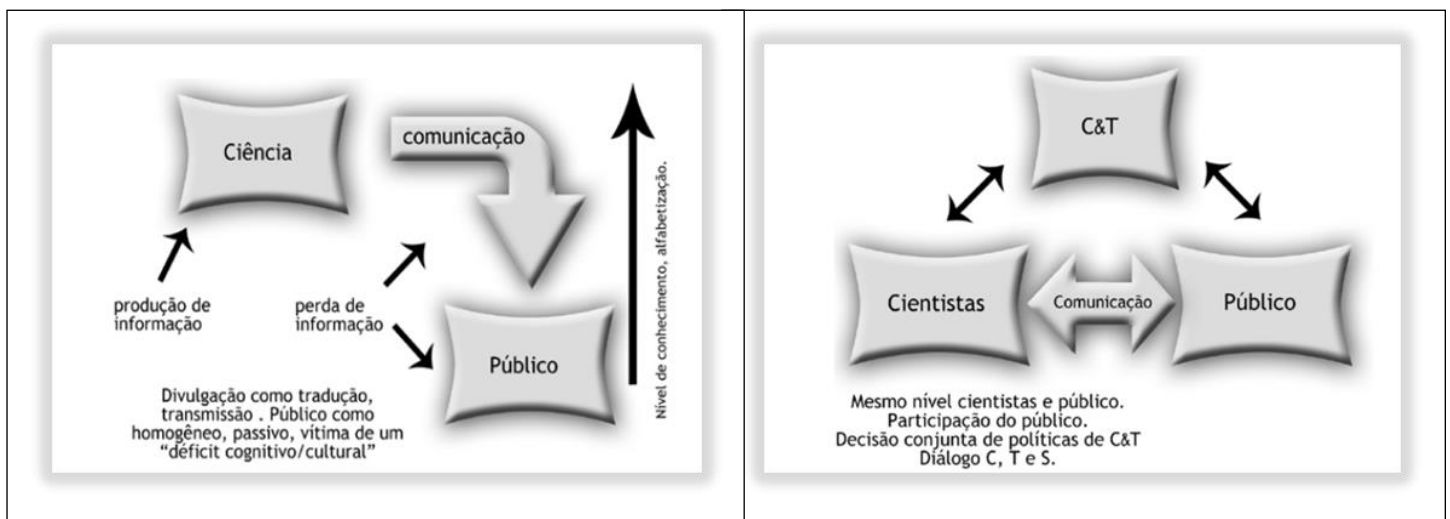 Ciência
comunicação
produção de
informação
perda de
informação
Público
Nível de conhecimento, alfabetização.
Divulgação como tradução,
transmissão . Público como
homogêneo, passivo, vítima de um
“déficit cognitivo/cultural”
C&T
Cientistas
Comunicação
Público
Mesmo nível cientistas e público.
Participação do público.
Decisão conjunta de políticas de C&T
Diálogo C, T e S.